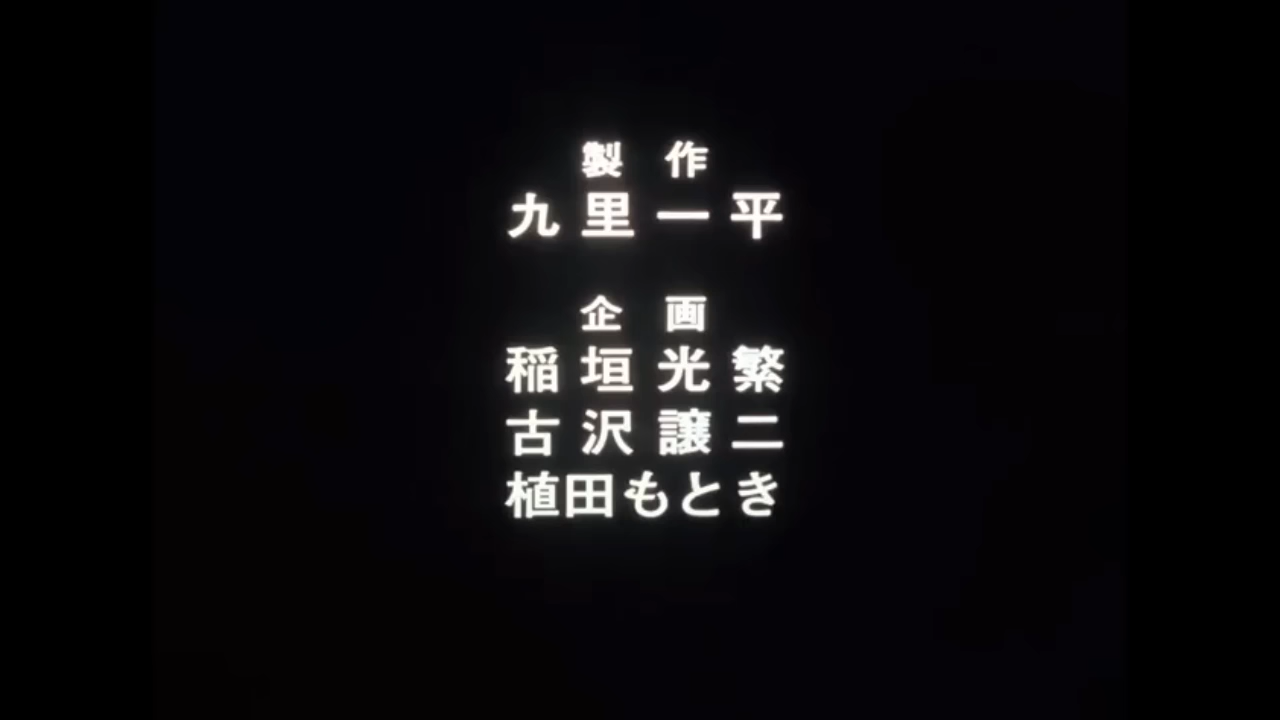 製作
九里一平
企画
稲垣光繁
古沢譲二
植田もとき